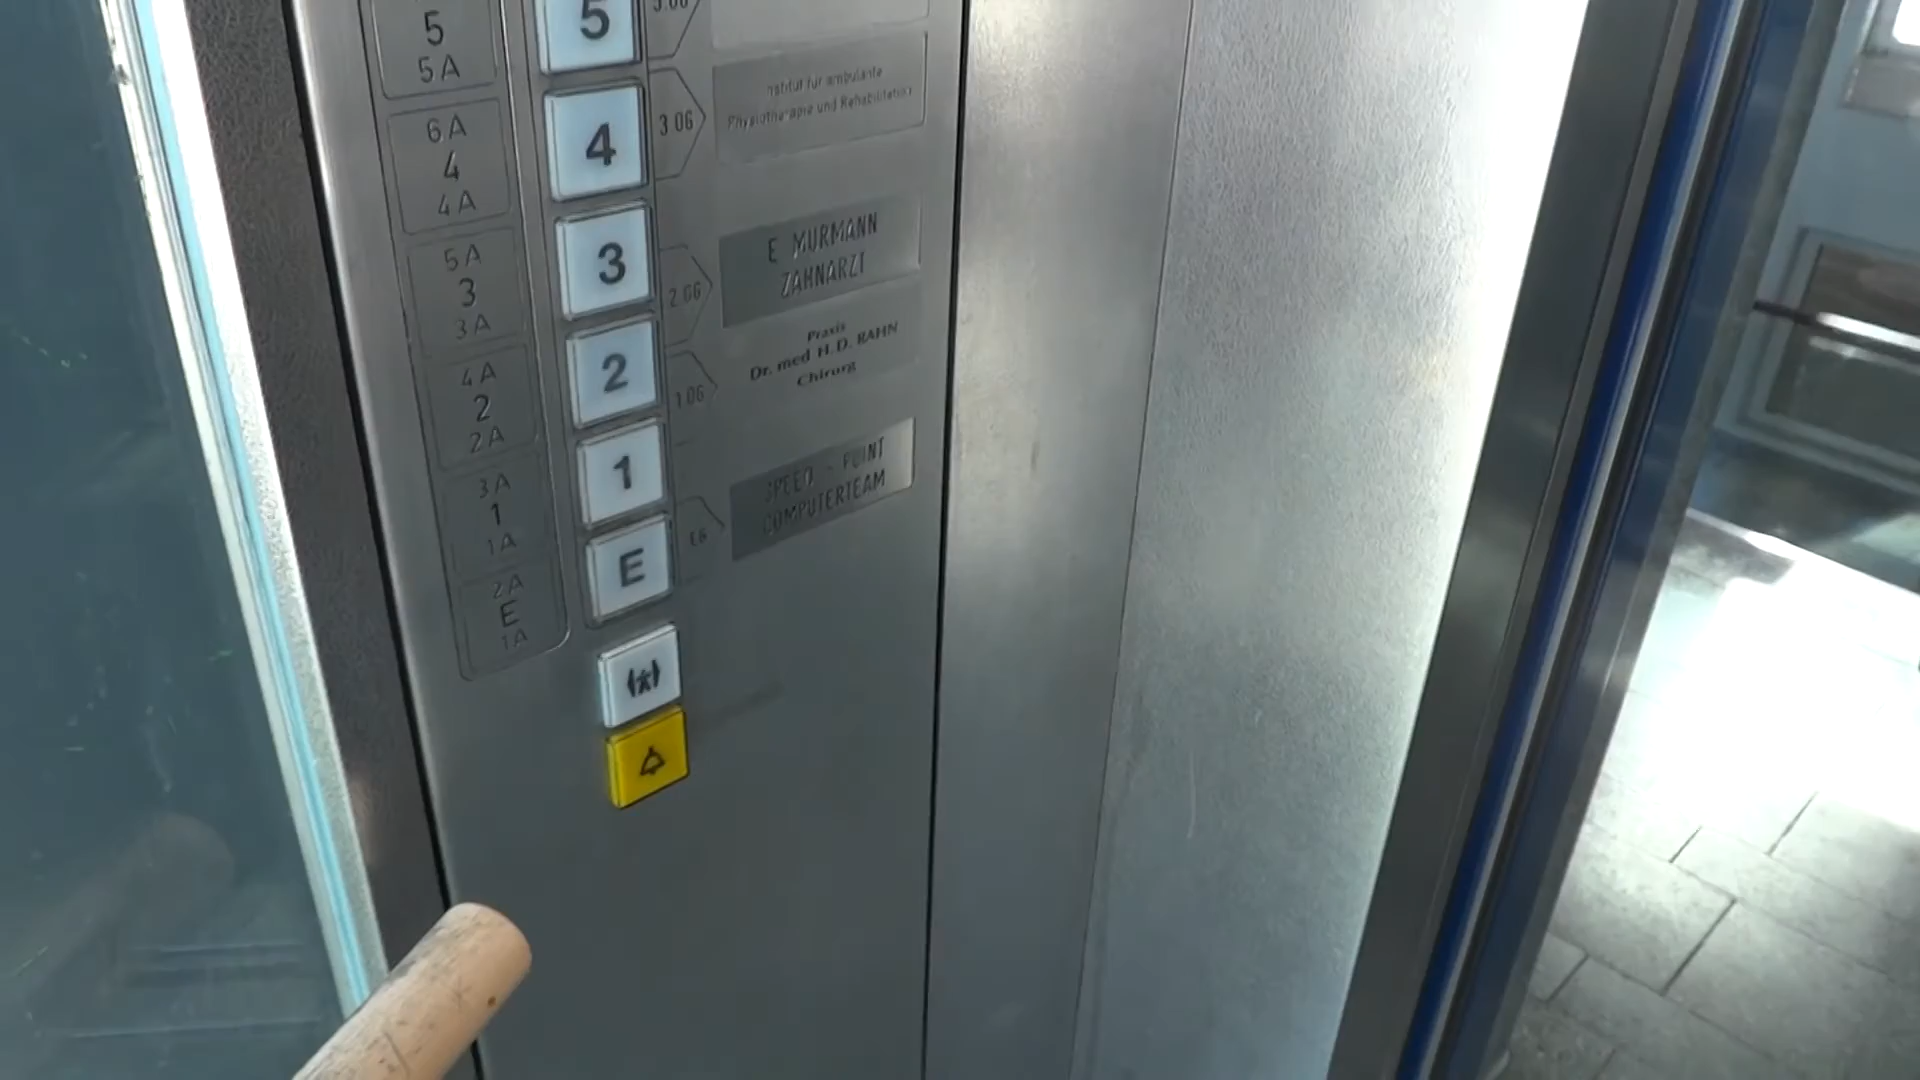 5
5A
6A
4
4A
5A
3
3A
4A
2
2A
3A
1
1A
2A
E
1A
5
4
3
2
1
E
3 OG
2 OG
1 OG
EG
Institut für ambulante
Physiotherapie und Rehabilitation
E MURMANN
ZAHNARZT
Praxis
Dr. med H. D. RAHN
Chirurg
SPEED - POINT
COMPUTERTEAM